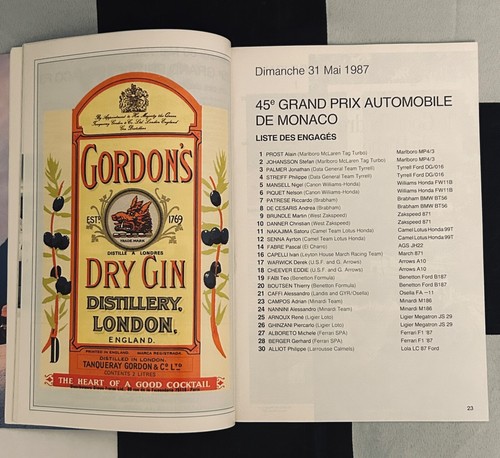 By Appointment to Her Majesty the Queen
Tanqueray Gordon & Co. Ltd. London England
Gin Distillers
GORDON'S
ESTD 1769
TRADE MARK
DISTILLÉ A LONDRES
DRY GIN
DISTILLERY,
LONDON,
ENGLAND.
PRINTED IN ENGLAND MARCA REGISTRADA
DISTILLED IN LONDON.
TANQUERAY GORDON & Co. LTD
CONTENTS 2 LITRES
THE HEART OF A GOOD COCKTAIL
Dimanche 31 Mai 1987
45e GRAND PRIX AUTOMOBILE
DE MONACO
LISTE DES ENGAGÉS
1 PROST Alain (Marlboro McLaren Tag Turbo) Marlboro MP4/3
2 JOHANSSON Stefan (Marlboro McLaren Tag Turbo) Marlboro MP4/3
3 PALMER Jonathan (Data General Team Tyrrell) Tyrrell Ford DG/016
4 STREIFF Philippe (Data General Team Tyrrell) Tyrrell Ford DG/016
5 MANSELL Nigel (Canon Williams-Honda) Williams Honda FW11B
6 PIQUET Nelson (Canon Williams-Honda) Williams Honda FW11B
7 PATRESE Riccardo (Brabham) Brabham BMW BT56
8 DE CESARIS Andrea (Brabham) Brabham BMW BT56
9 BRUNDLE Martin (West Zakspeed) Zakspeed 871
10 DANNER Christian (West Zakspeed) Zakspeed 871
11 NAKAJIMA Satoru (Camel Team Lotus Honda) Camel Lotus Honda 99T
12 SENNA Ayrton (Camel Team Lotus Honda) Camel Lotus Honda 99T
14 FABRE Pascal (El Charro) AGS JH22
16 CAPELLI Ivan (Leyton House March Racing Team) March 871
17 WARWICK Derek (U.S.F. and G. Arrows) Arrows A10
18 CHEEVER Eddie (U.S.F. and G. Arrows) Arrows A10
19 FABI Teo (Benetton Formula) Benetton Ford B187
20 BOUTSEN Thierry (Benetton Formula) Benetton Ford B187
21 CAFFI Alessandro (Landis and GYR/Osella) Osella FA - I1
23 CAMPOS Adrian (Minardi Team) Minardi M186
24 NANNINI Alessandro (Minardi Team) Minardi M186
25 ARNOUX René (Ligier Loto) Ligier Megatron JS 29
26 GHINZANI Piercarlo (Ligier Loto) Ligier Megatron JS 29
27 ALBORETO Michele (Ferrari SPA) Ferrari F1 '87
28 BERGER Gerhard (Ferrari SPA) Ferrari F1 '87
30 ALLIOT Philippe (Larrousse Calmels) Lola LC 87 Ford
23